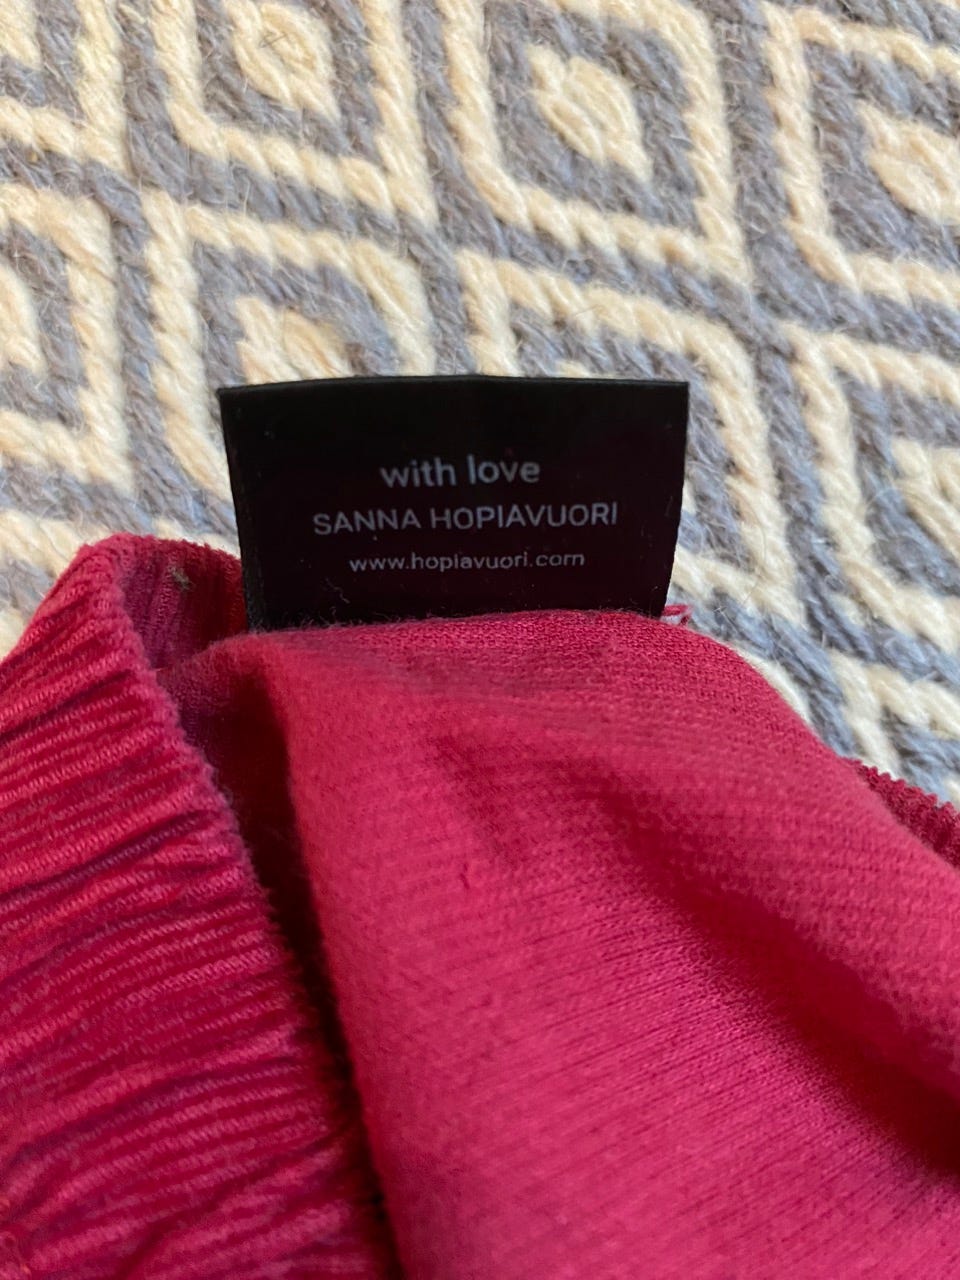 with love
SANNA HOPIAVUORI
www.hopiavuori.com